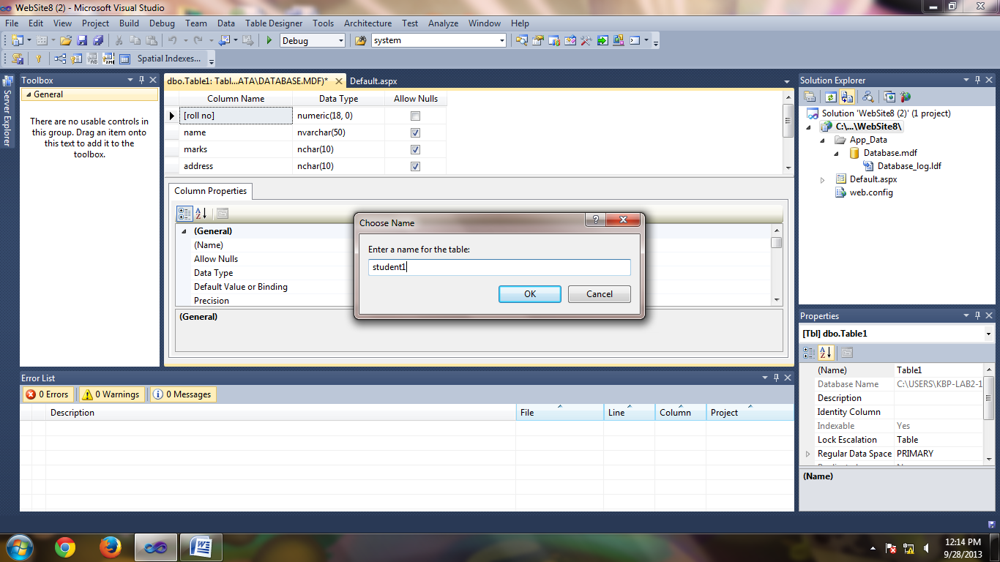 WebSite8 (2) - Microsoft Visual Studio
File Edit View Project Build Debug Team Data Table Designer Tools Architecture Test Analyze Window Help
Debug system
Spatial Indexes...
Server Explorer
Toolbox
General
There are no usable controls in
this group. Drag an item onto
this text to add it to the
toolbox.
dbo.Table1: Tabl...ATA\DATABASE.MDF)* Default.aspx
Column Name Data Type Allow Nulls
[roll no] numeric(18, 0)
name nvarchar(50)
marks nchar(10)
address nchar(10)
Column Properties
(General)
(Name)
Allow Nulls
Data Type
Default Value or Binding
Precision
(General)
Choose Name
Enter a name for the table:
student1
OK Cancel
Solution Explorer
Solution 'WebSite8 (2)' (1 project)
C:\...\WebSite8\
App_Data
Database.mdf
Database_log.ldf
Default.aspx
web.config
Properties
[Tbl] dbo.Table1
(Name) Table1
Database Name C:\USERS\KBP-LAB2-1
Description
Identity Column
Indexable Yes
Lock Escalation Table
Regular Data Space PRIMARY
(Name)
Error List
0 Errors 0 Warnings 0 Messages
Description File Line Column Project
12:14 PM
9/28/2013